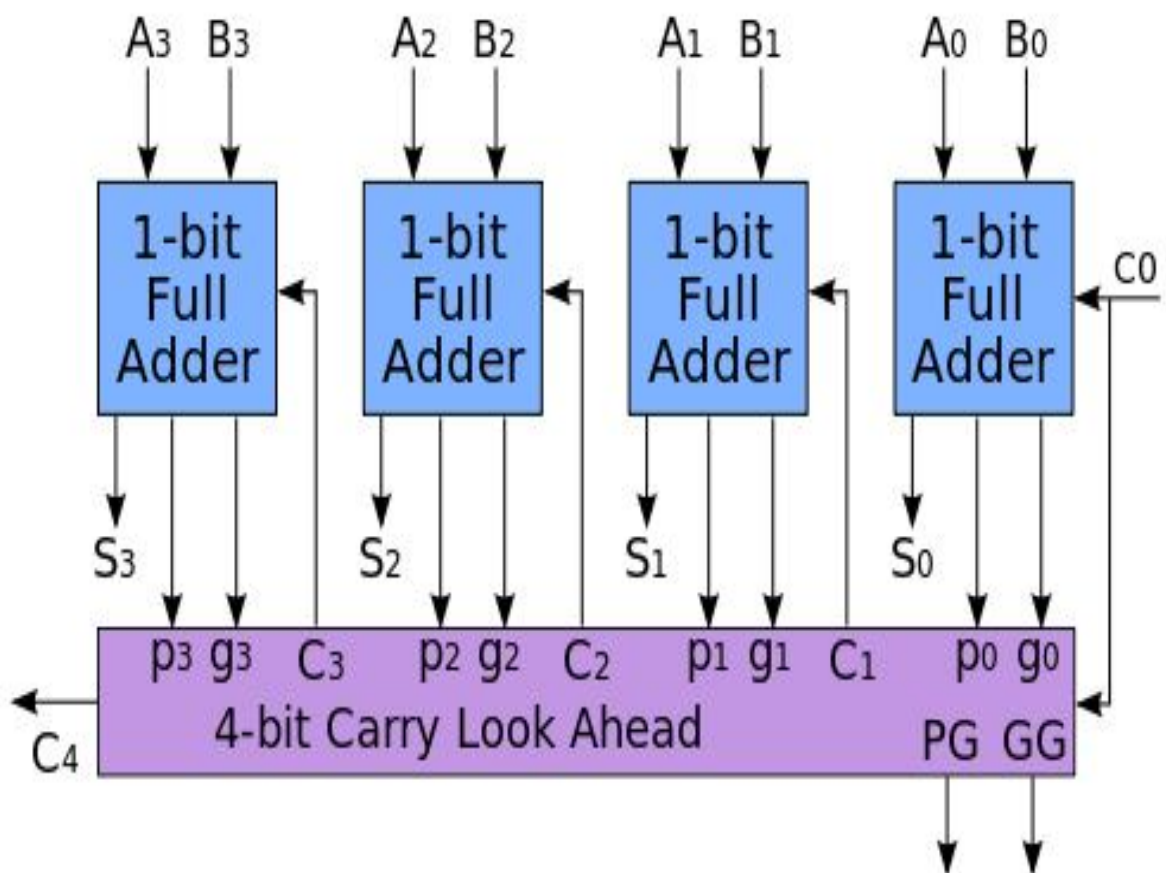 A3 B3 A2 B2 A1 B1 A0 B0
1-bit Full Adder
1-bit Full Adder
1-bit Full Adder
1-bit Full Adder
C0
S3 S2 S1 S0
p3 g3 C3 p2 g2 C2 p1 g1 C1 p0 g0
4-bit Carry Look Ahead
PG GG
C4